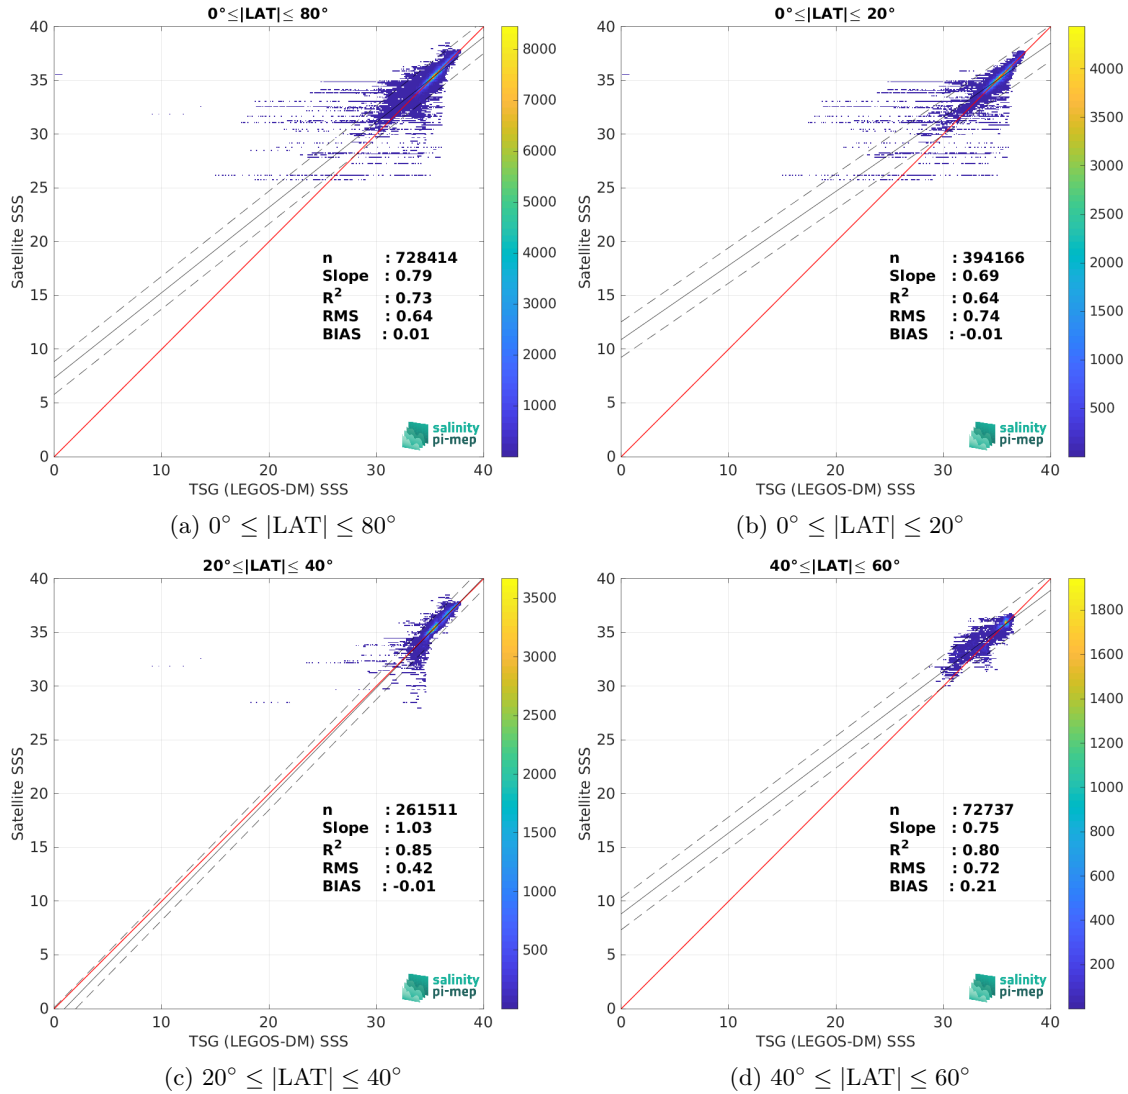 0°≤|LAT|≤ 80°
40
35
30
25
20
15
10
5
0
Satellite SSS
0
10
20
30
40
TSG (LEGOS-DM) SSS
n : 728414
Slope : 0.79
R² : 0.73
RMS : 0.64
BIAS : 0.01
salinity
pi-mep
8000
7000
6000
5000
4000
3000
2000
1000
(a) 0° ≤ |LAT| ≤ 80°
0°≤|LAT|≤ 20°
40
35
30
25
20
15
10
5
0
Satellite SSS
0
10
20
30
40
TSG (LEGOS-DM) SSS
n : 394166
Slope : 0.69
R² : 0.64
RMS : 0.74
BIAS : -0.01
salinity
pi-mep
4000
3500
3000
2500
2000
1500
1000
500
(b) 0° ≤ |LAT| ≤ 20°
20°≤|LAT|≤ 40°
40
35
30
25
20
15
10
5
0
Satellite SSS
0
10
20
30
40
TSG (LEGOS-DM) SSS
n : 261511
Slope : 1.03
R² : 0.85
RMS : 0.42
BIAS : -0.01
salinity
pi-mep
3500
3000
2500
2000
1500
1000
500
(c) 20° ≤ |LAT| ≤ 40°
40°≤|LAT|≤ 60°
40
35
30
25
20
15
10
5
0
Satellite SSS
0
10
20
30
40
TSG (LEGOS-DM) SSS
n : 72737
Slope : 0.75
R² : 0.80
RMS : 0.72
BIAS : 0.21
salinity
pi-mep
1800
1600
1400
1200
1000
800
600
400
200
(d) 40° ≤ |LAT| ≤ 60°